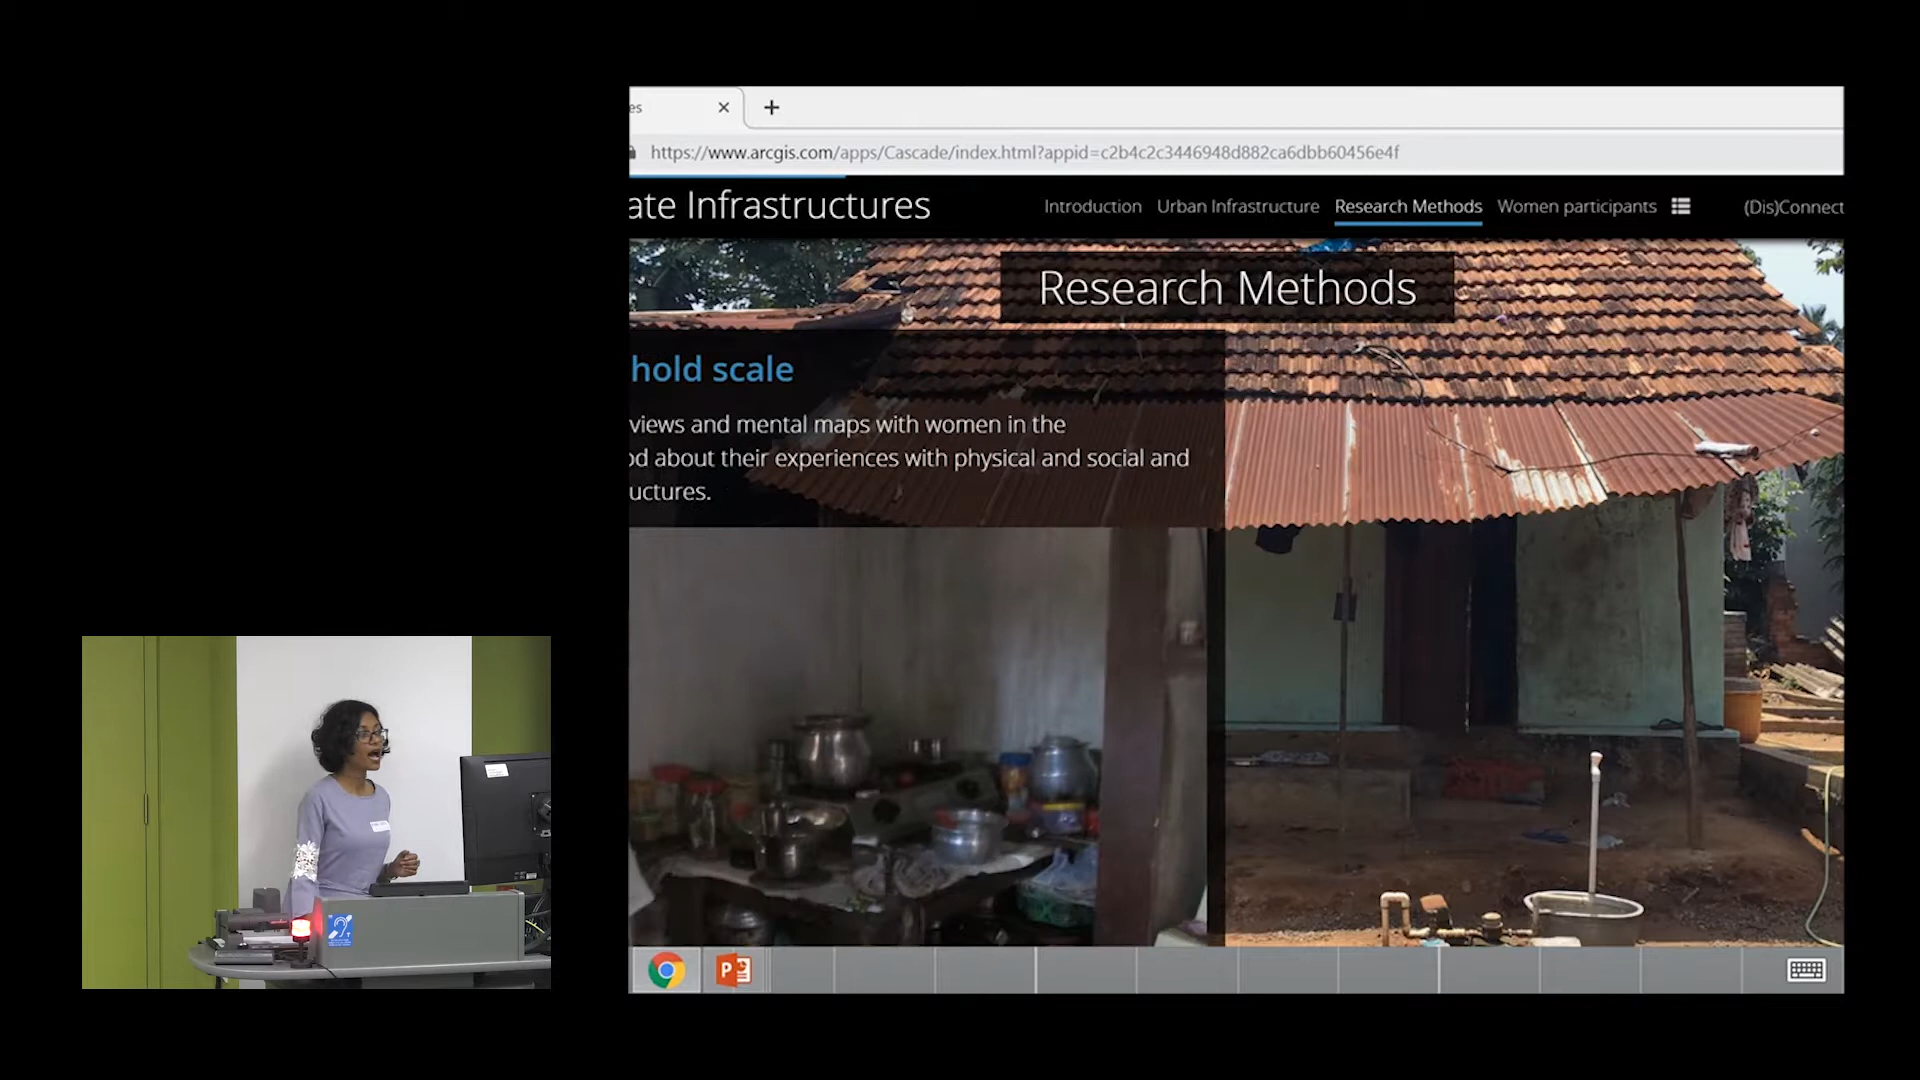 es
https://www.arcgis.com/apps/Cascade/index.html?appid=c2b4c2c3446948d882ca6dbb60456e4f
ate Infrastructures
Introduction Urban Infrastructure Research Methods Women participants (Dis)Connect
Research Methods
hold scale
views and mental maps with women in the
od about their experiences with physical and social and
uctures.